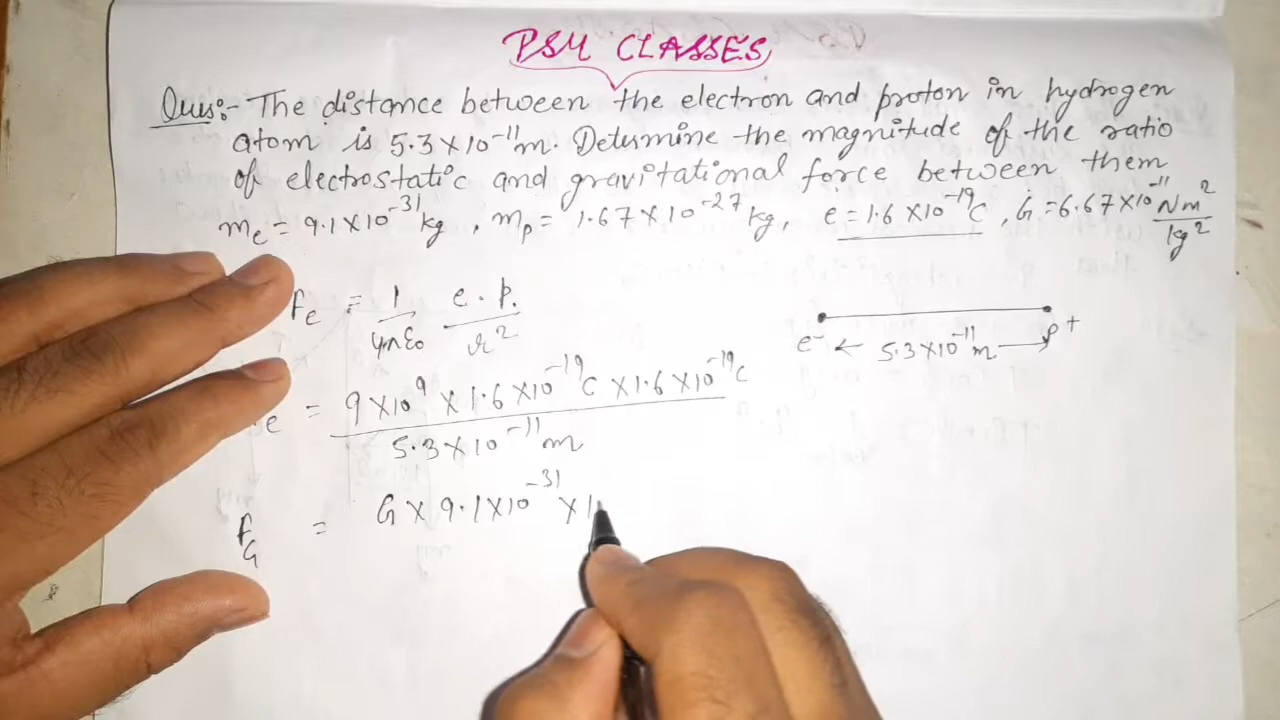 PSM CLASSES
Ques:- The distance between the electron and proton in hydrogen
atom is 5.3×10⁻¹¹m. Determine the magnitude of the ratio
of electrostatic and gravitational force between them
mₑ = 9.1×10⁻³¹kg, mₚ = 1.67×10⁻²⁷kg, e = 1.6×10⁻¹⁹C, G = 6.67×10⁻¹¹ Nm²/kg²
Fₑ = 1/4πε₀ e.p./r²
e⁻ ← 5.3×10⁻¹¹m → p⁺
e = 9×10⁹ × 1.6×10⁻¹⁹C × 1.6×10⁻¹⁹C / 5.3×10⁻¹¹m
F_G = G × 9.1×10⁻³¹ × 1